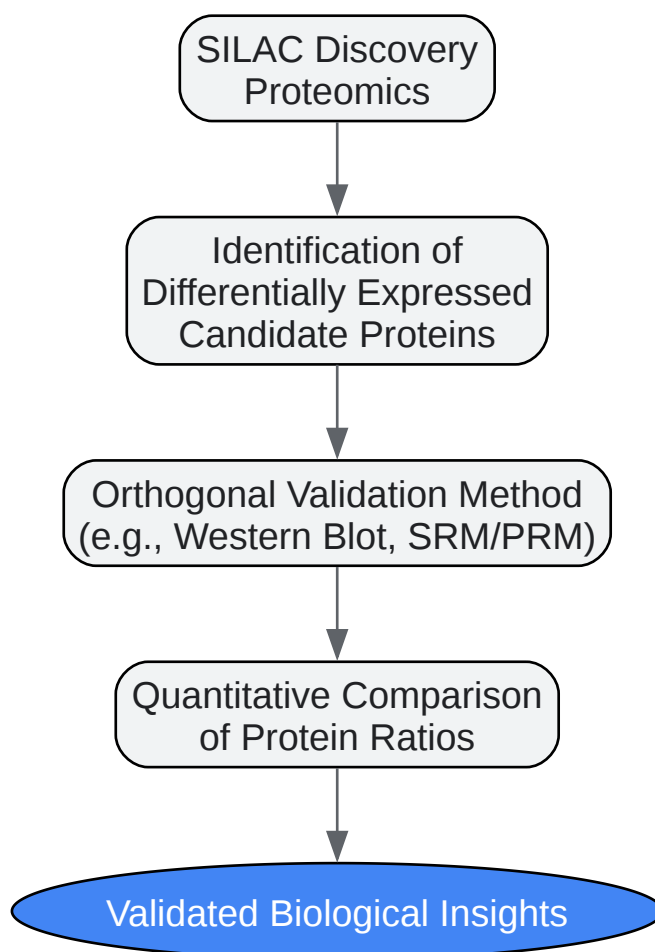 SILAC Discovery
Proteomics
Identification of
Differentially Expressed
Candidate Proteins
Orthogonal Validation Method
(e.g., Western Blot, SRM/PRM)
Quantitative Comparison
of Protein Ratios
Validated Biological Insights